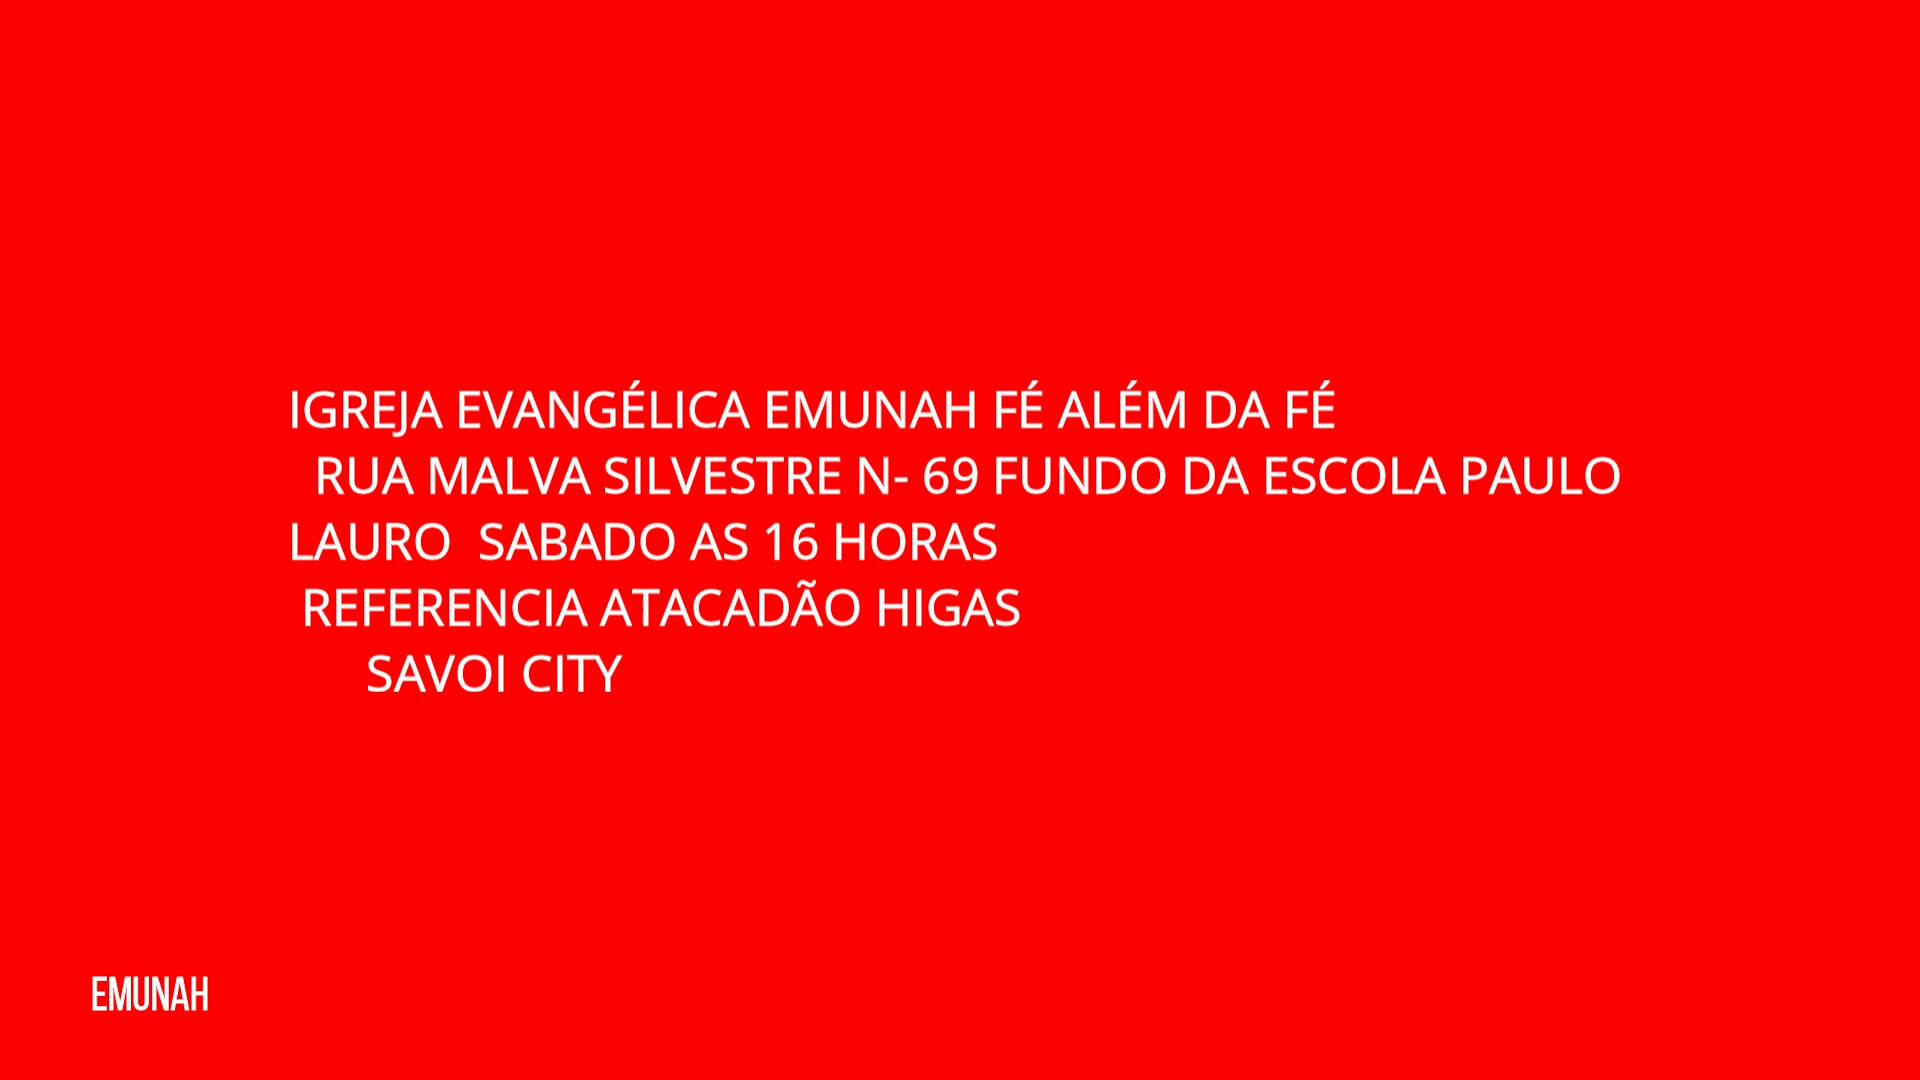 IGREJA EVANGÉLICA EMUNAH FÉ ALÉM DA FÉ
RUA MALVA SILVESTRE N- 69 FUNDO DA ESCOLA PAULO
LAURO  SABADO AS 16 HORAS
REFERENCIA ATACADÃO HIGAS
SAVOI CITY
EMUNAH